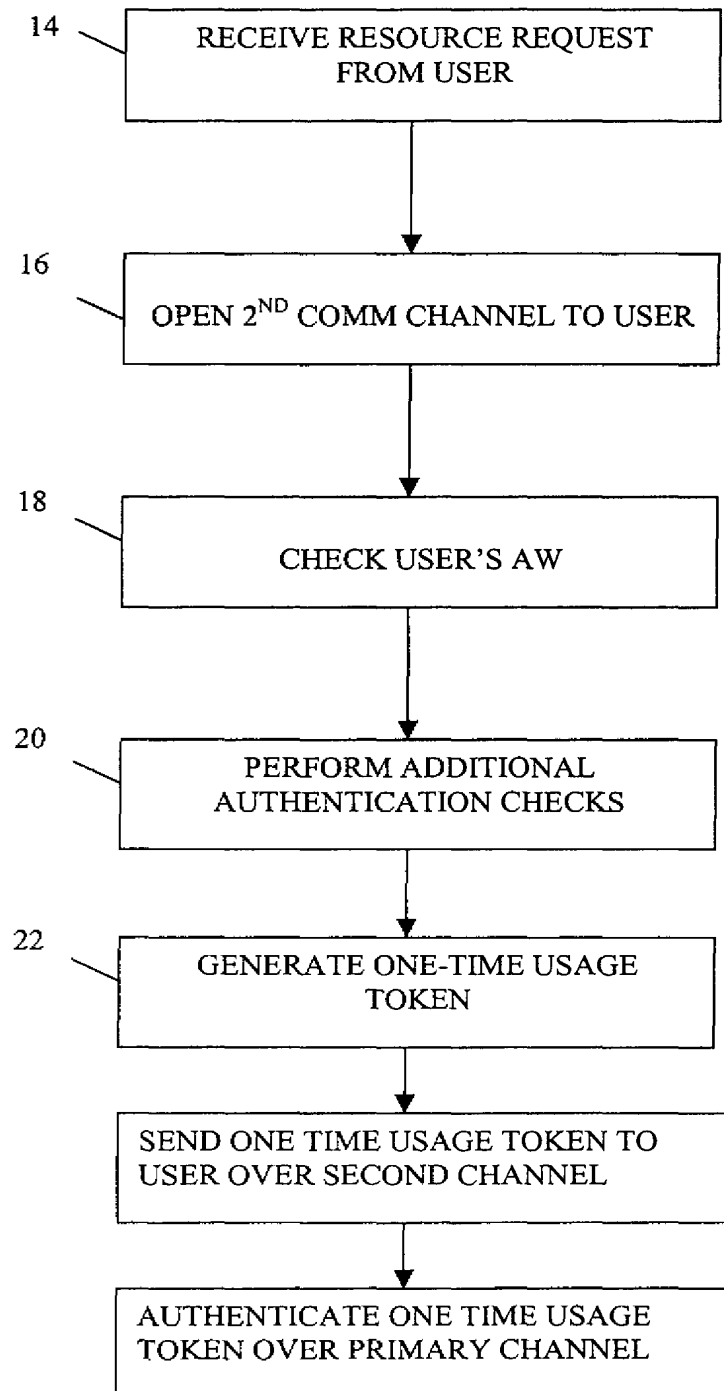 14
RECEIVE RESOURCE REQUEST
FROM USER
16
OPEN 2ND COMM CHANNEL TO USER
18
CHECK USER'S AW
20
PERFORM ADDITIONAL
AUTHENTICATION CHECKS
22
GENERATE ONE-TIME USAGE
TOKEN
SEND ONE TIME USAGE TOKEN TO
USER OVER SECOND CHANNEL
AUTHENTICATE ONE TIME USAGE
TOKEN OVER PRIMARY CHANNEL